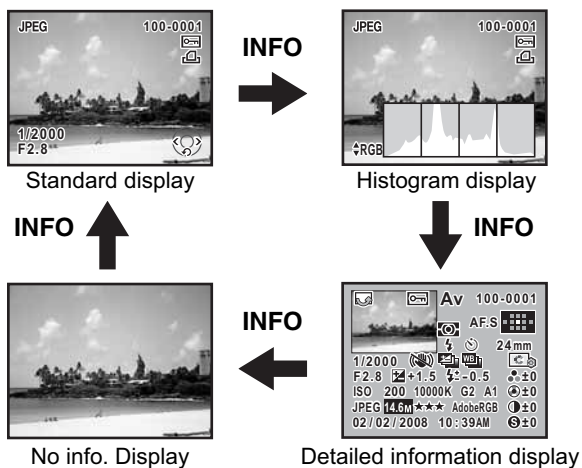 JPEG 100-0001
1/2000
F2.8
Standard display
INFO
JPEG 100-0001
RGB
Histogram display
INFO
Av 100-0001
AF.S
24mm
1/2000 WB
F2.8 +1.5 -0.5 ±0
ISO 200 10000K G2 A1 ±0
JPEG 14.6M ★★★ AdobeRGB ±0
02/02/2008 10:39AM S±0
Detailed information display
INFO
No info. Display
INFO